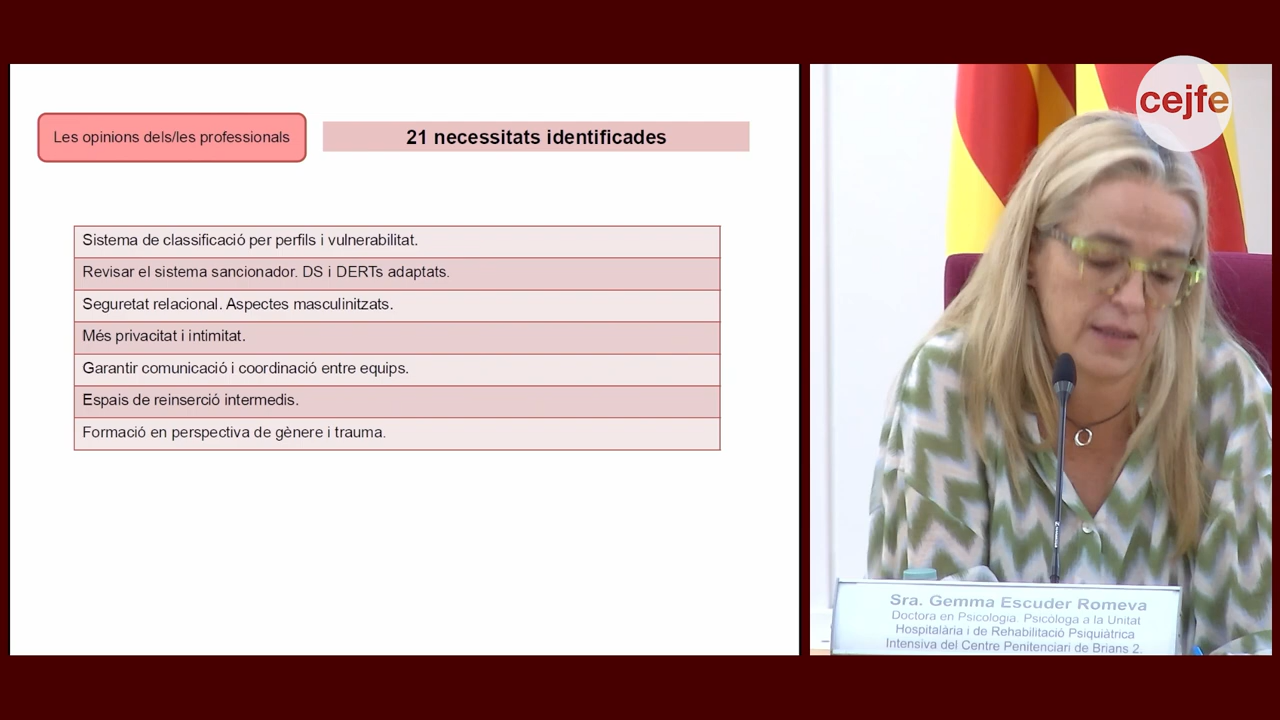 Les opinions dels/les professionals
21 necessitats identificades
Sistema de classificació per perfils i vulnerabilitat.
Revisar el sistema sancionador. DS i DERTs adaptats.
Seguretat relacional. Aspectes masculinitzats.
Més privacitat i intimitat.
Garantir comunicació i coordinació entre equips.
Espais de reinserció intermedis.
Formació en perspectiva de gènere i trauma.
cejfe
Sra. Gemma Escuder Romeva
Doctora en Psicologia. Psicòloga a la Unitat
Hospitalària i de Rehabilitació Psiquiàtrica
Intensiva del Centre Penitenciari de Brians 2.